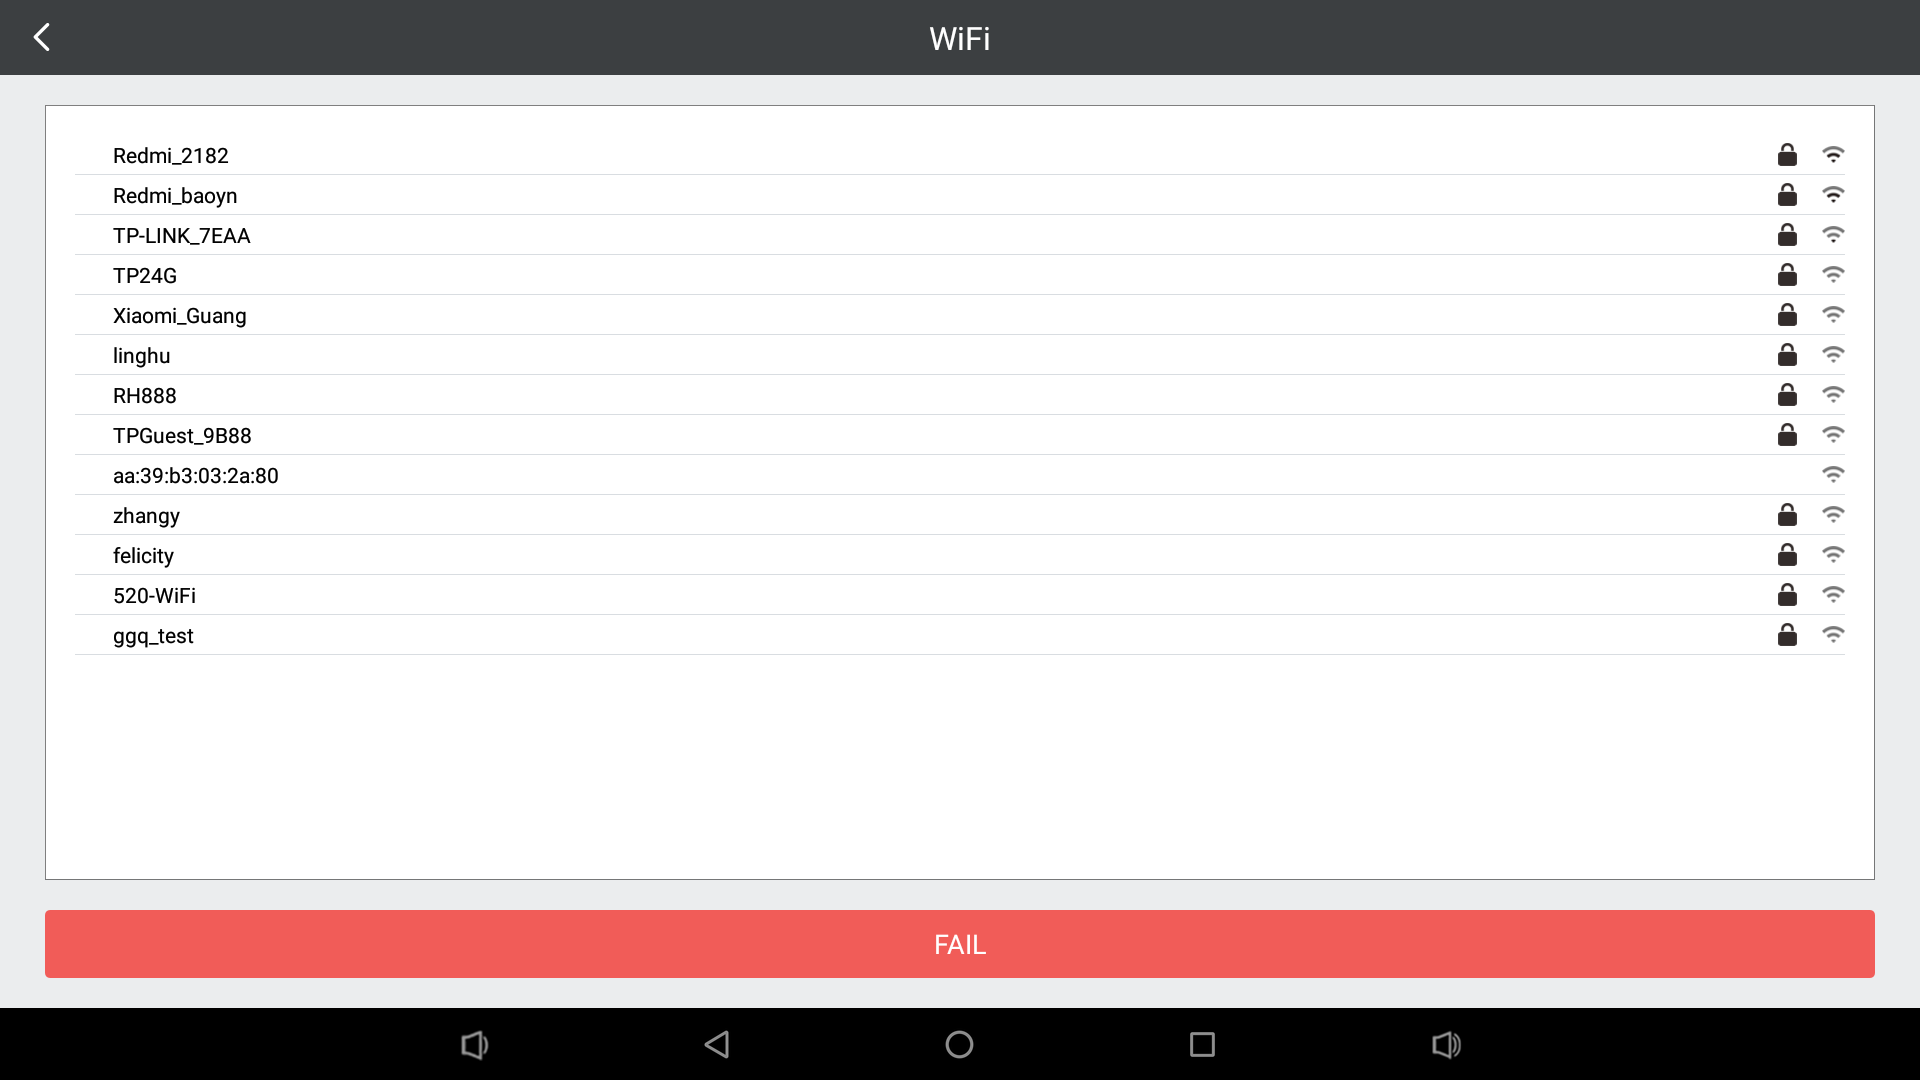 WiFi
Redmi_2182
Redmi_baoyn
TP-LINK_7EAA
TP24G
Xiaomi_Guang
linghu
RH888
TPGuest_9B88
aa:39:b3:03:2a:80
zhangy
felicity
520-WiFi
ggq_test
FAIL